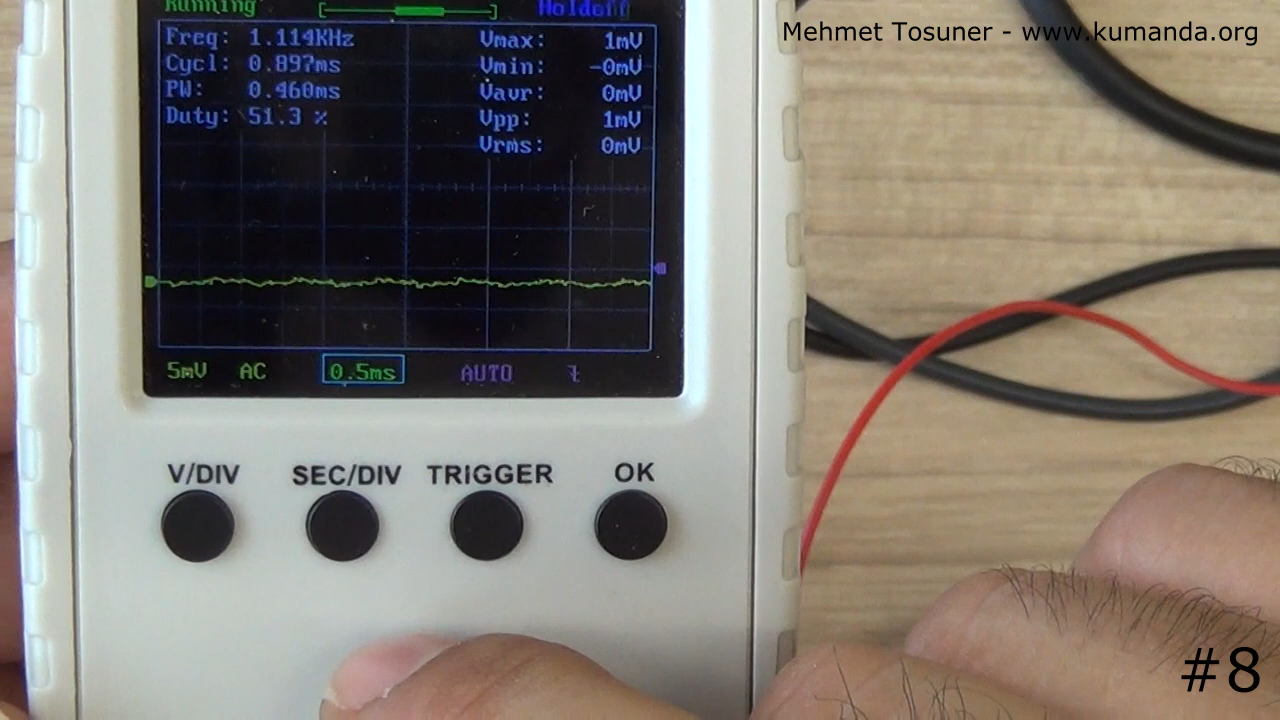 Running Holdoff
Mehmet Tosuner - www.kumanda.org
Freq: 1.114KHz Vmax: 1mV
Cycl: 0.897ms Vmin: -0mV
PW: 0.460ms Vavr: 0mV
Duty: 51.3 % Vpp: 1mV
Vrms: 0mV
5mV AC 0.5ms AUTO
V/DIV SEC/DIV TRIGGER OK
#8